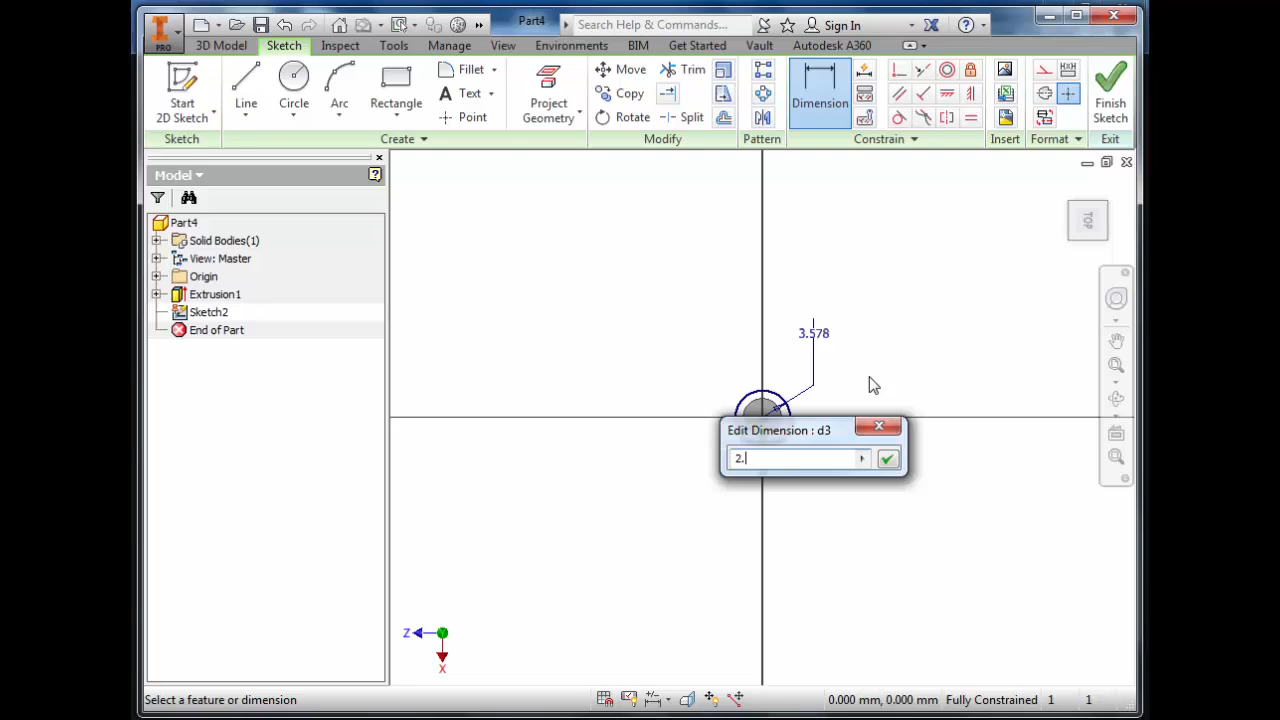 Part4
Search Help & Commands...
Sign In
PRO
3D Model
Sketch
Inspect
Tools
Manage
View
Environments
BIM
Get Started
Vault
Autodesk A360
Start
2D Sketch
Line
Circle
Arc
Rectangle
Fillet
Text
Point
Project
Geometry
Move
Copy
Rotate
Trim
Split
Dimension
Finish
Sketch
Sketch
Create
Modify
Pattern
Constrain
Insert
Format
Exit
Model
Part4
Solid Bodies(1)
View: Master
Origin
Extrusion1
Sketch2
End of Part
TOP
3.578
Edit Dimension : d3
2.
Z
X
Select a feature or dimension
0.000 mm, 0.000 mm
Fully Constrained
1
1